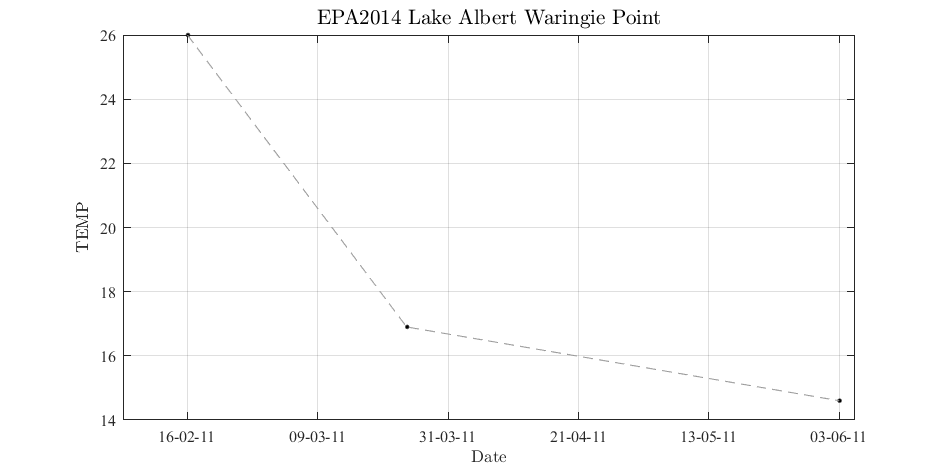 EPA2014 Lake Albert Waringie Point
26
24
22
20
18
16
14
TEMP
16-02-11 09-03-11 31-03-11 21-04-11 13-05-11 03-06-11
Date